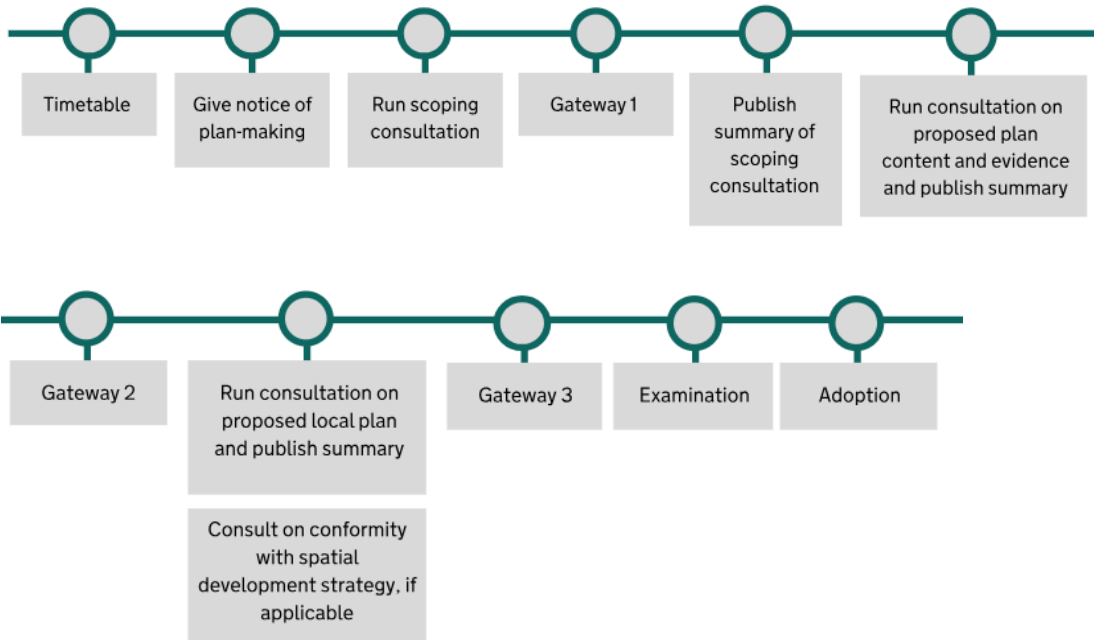 Timetable
Give notice of
plan-making
Run scoping
consultation
Gateway 1
Publish
summary of
scoping
consultation
Run consultation on
proposed plan
content and evidence
and publish summary
Gateway 2
Run consultation on
proposed local plan
and publish summary
Consult on conformity
with spatial
development strategy, if
applicable
Gateway 3
Examination
Adoption